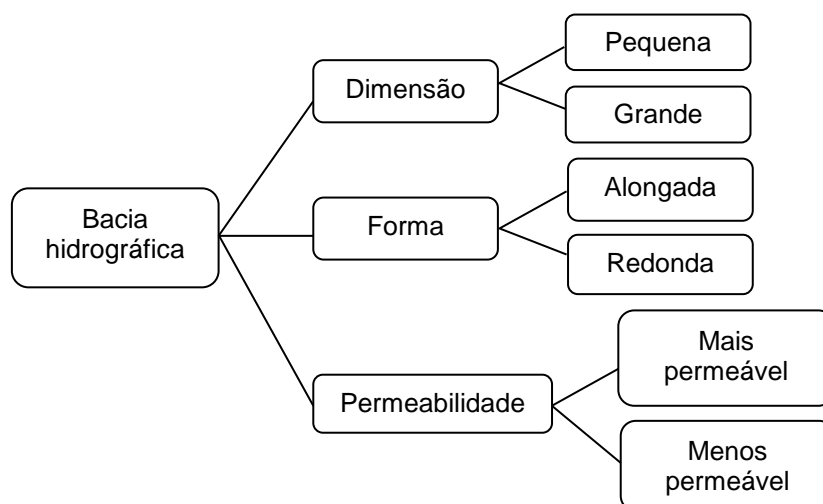 Bacia
hidrográfica
Dimensão
Pequena
Grande
Forma
Alongada
Redonda
Permeabilidade
Mais
permeável
Menos
permeável